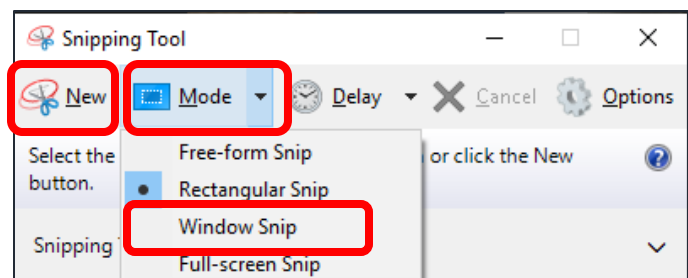 Snipping Tool
New Mode Delay Cancel Options
Select the or click the New
button.
Free-form Snip
Rectangular Snip
Window Snip
Full-screen Snip
Snipping